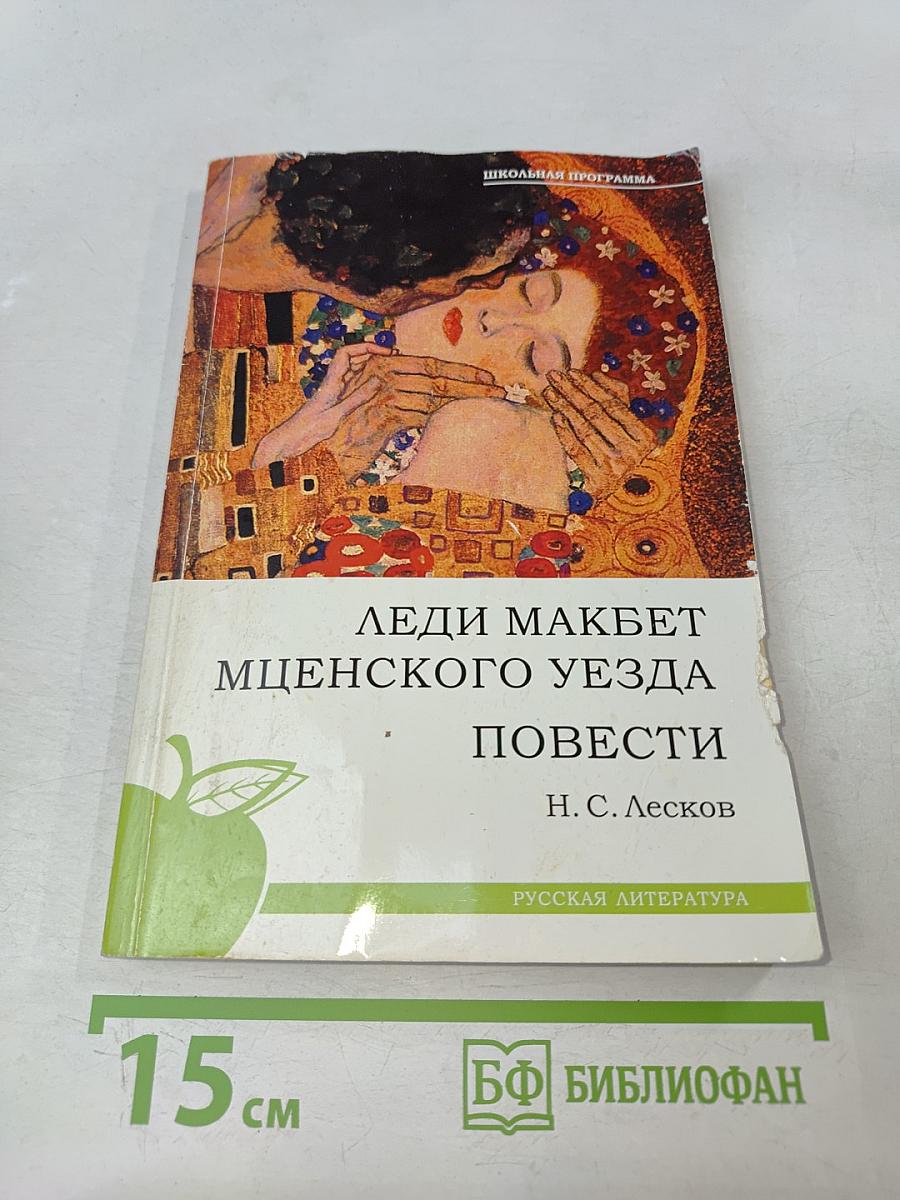 ШКОЛЬНАЯ ПРОГРАММА
ЛЕДИ МАКБЕТ
МЦЕНСКОГО УЕЗДА
ПОВЕСТИ
Н. С. Лесков
РУССКАЯ ЛИТЕРАТУРА
15 см
БФ БИБЛИОФАН